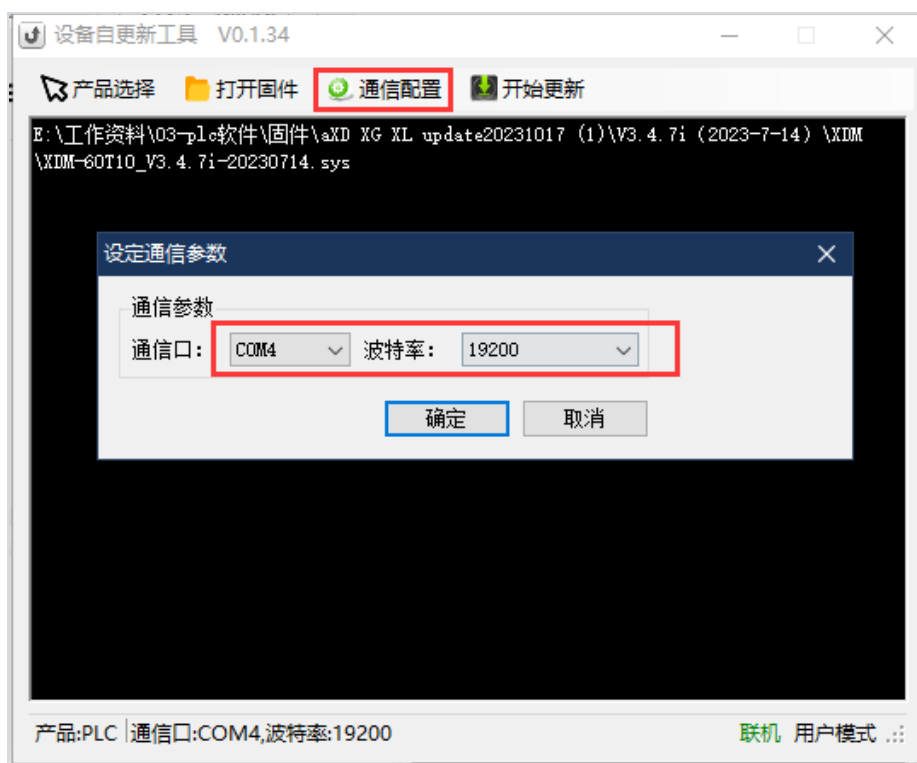 设备自更新工具 V0.1.34
产品选择 打开固件 通信配置 开始更新
E:\工作资料\03-plc软件\固件\aXD XG XL update20231017 (1)\V3.4.7i（2023-7-14）\XDM
\XDM-60T10_V3.4.7i-20230714.sys
设定通信参数
通信参数
通信口： COM4 波特率： 19200
确定 取消
产品:PLC 通信口:COM4,波特率:19200 联机 用户模式